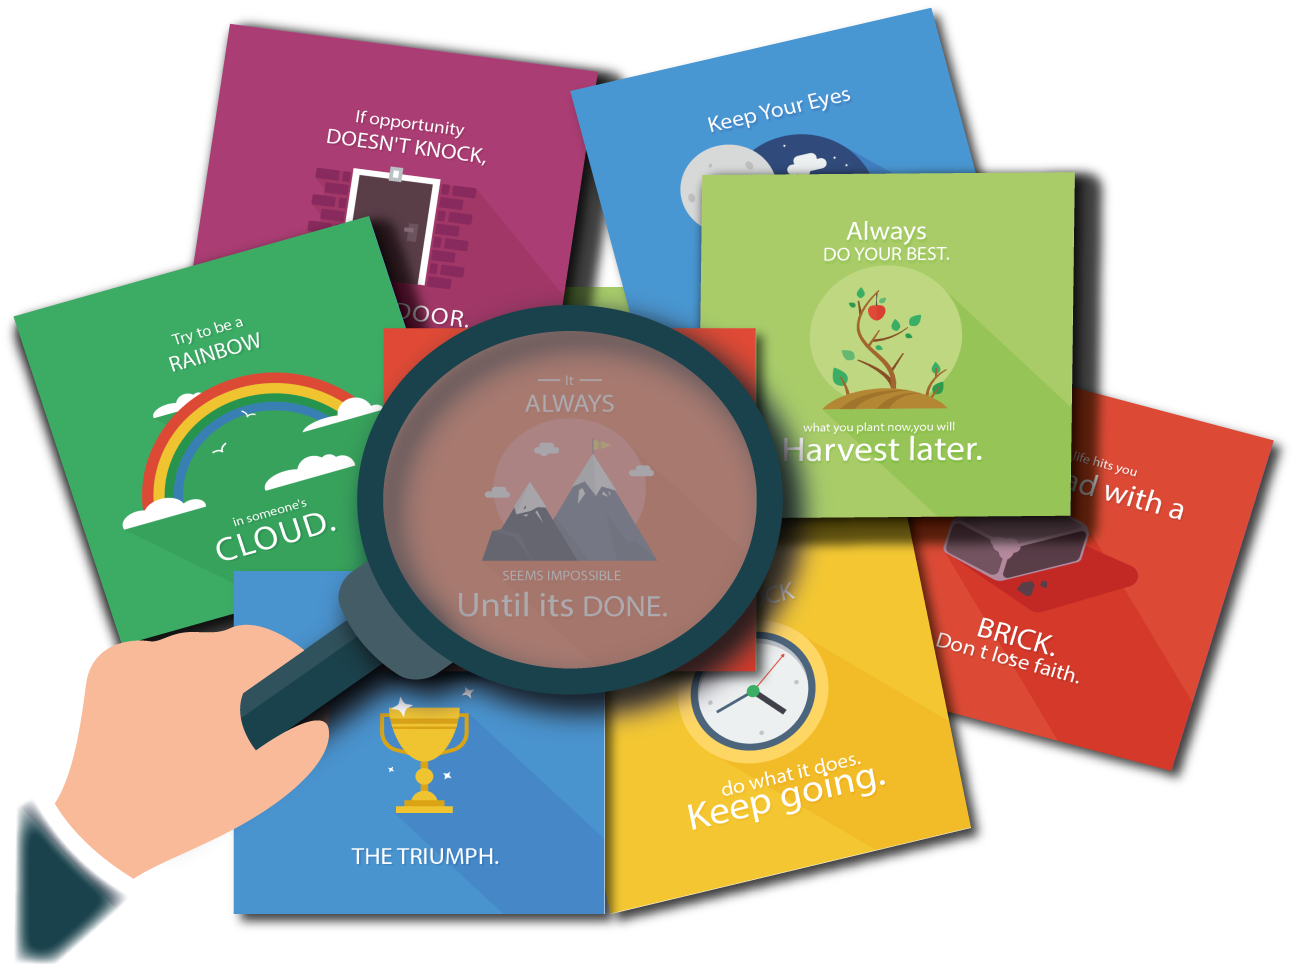 If opportunity
DOESN'T KNOCK,
DOOR.
Keep Your Eyes
Always
DO YOUR BEST.
what you plant now,you will
Harvest later.
Try to be a
RAINBOW
in someone's
CLOUD.
It
ALWAYS
SEEMS IMPOSSIBLE
Until its DONE.
life hits you
with a
BRICK.
Don t lose faith.
do what it does.
Keep going.
THE TRIUMPH.